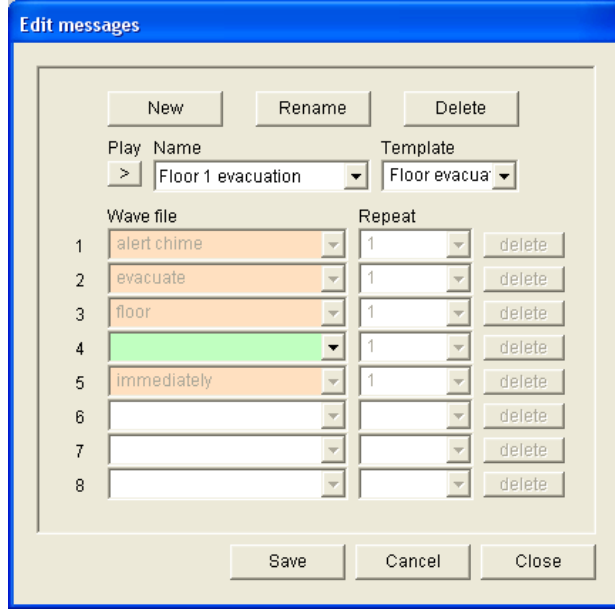 Edit messages
New Rename Delete
Play Name Template
> Floor 1 evacuation Floor evacua
Wave file Repeat
1 alert chime 1 delete
2 evacuate 1 delete
3 floor 1 delete
4 1 delete
5 immediately 1 delete
6 delete
7 delete
8 delete
Save Cancel Close